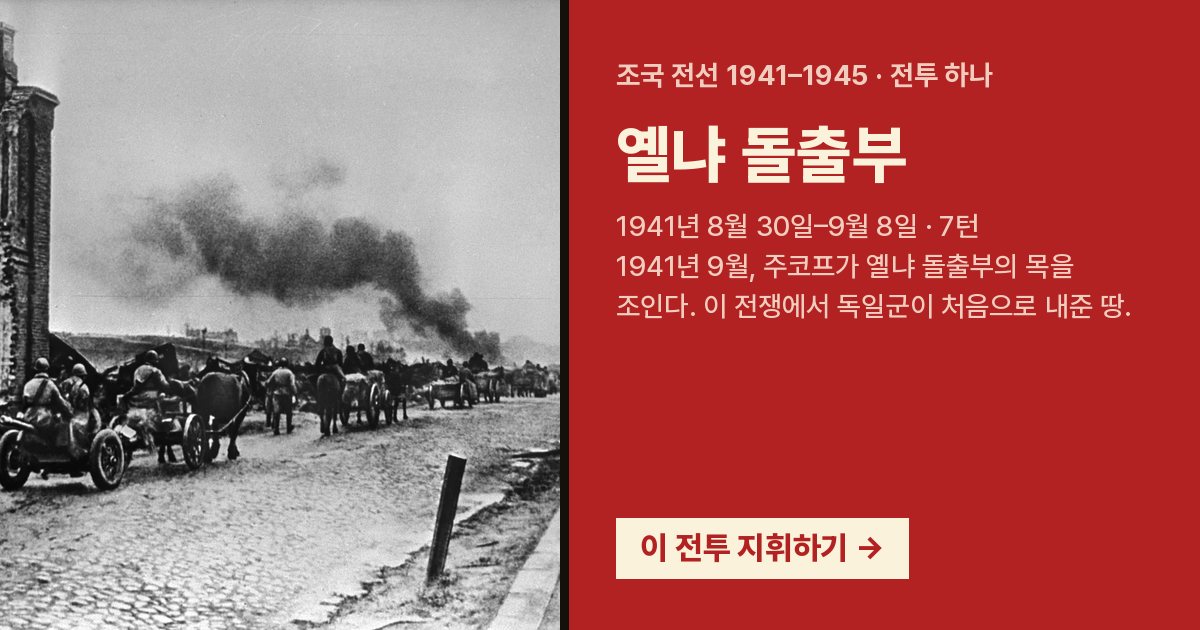 조국 전선 1941–1945 · 전투 하나
옐냐 돌출부
1941년 8월 30일–9월 8일 · 7턴
1941년 9월, 주코프가 옐냐 돌출부의 목을
조인다. 이 전쟁에서 독일군이 처음으로 내준 땅.
이 전투 지휘하기 →